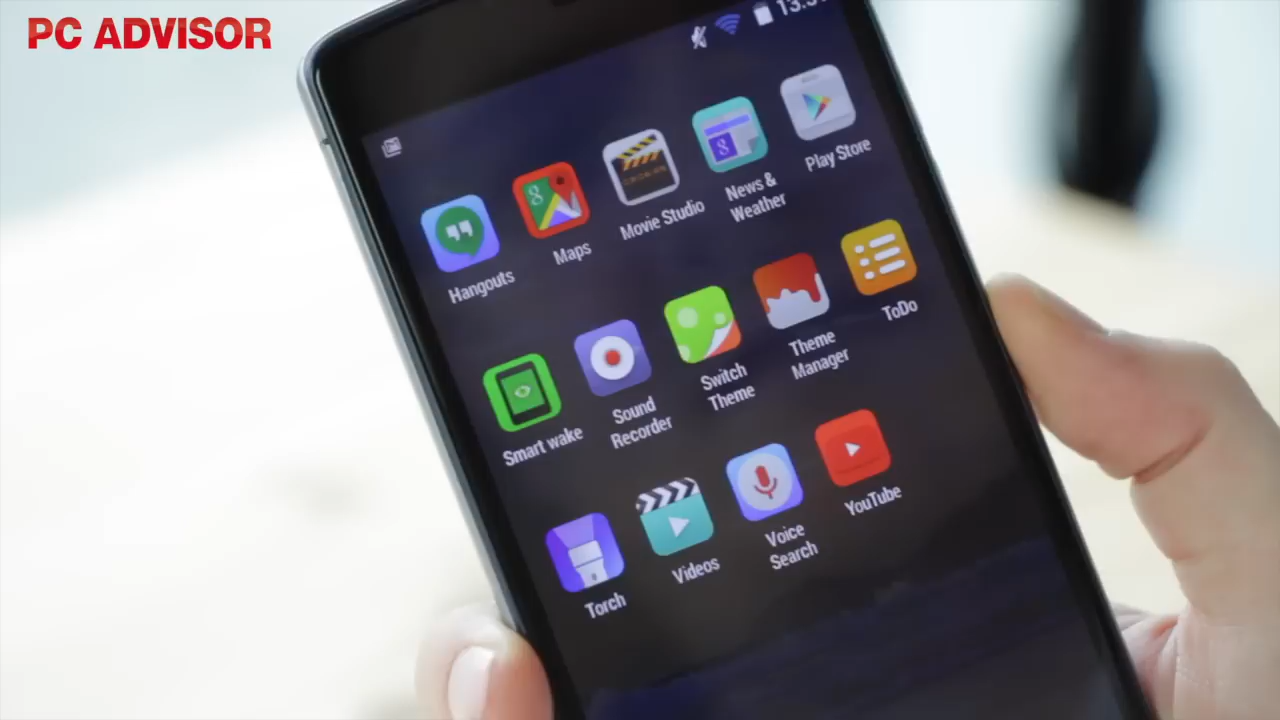 PC ADVISOR
Hangouts
Maps
Movie Studio
News &
Weather
Play Store
Smart wake
Sound
Recorder
Switch
Theme
Theme
Manager
ToDo
Torch
Videos
Voice
Search
YouTube